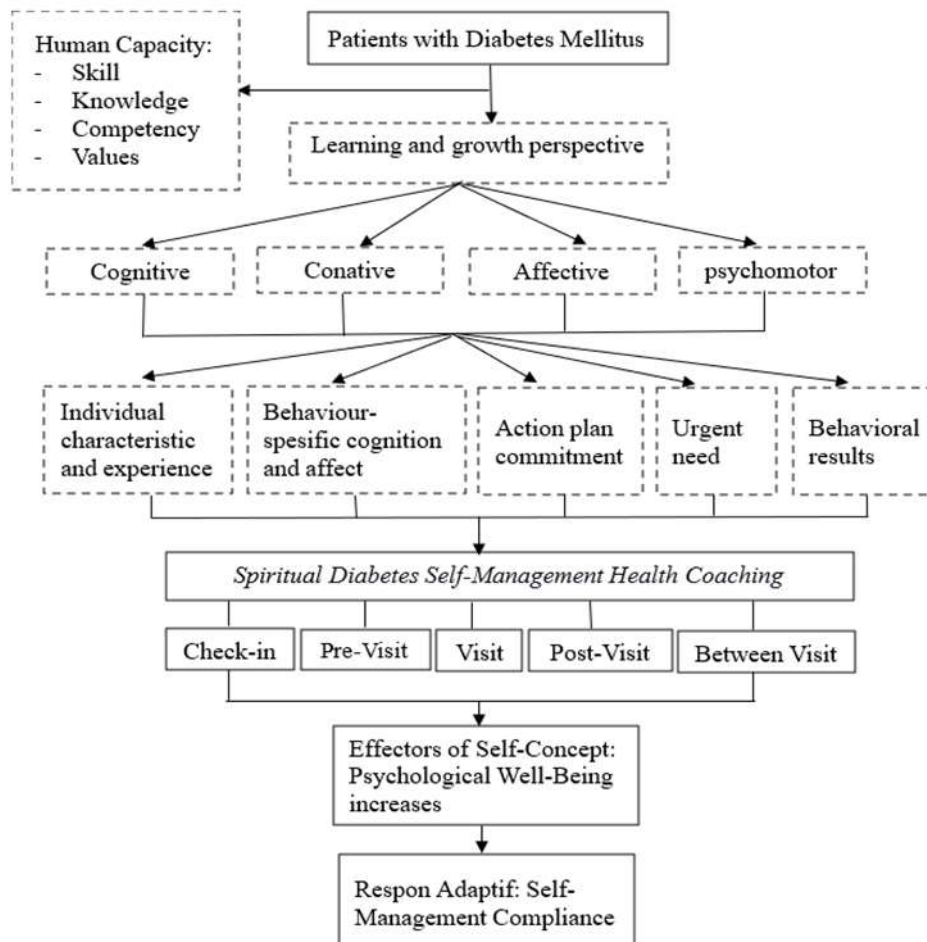 Patients with Diabetes Mellitus
Human Capacity:
- Skill
- Knowledge
- Competency
- Values
Learning and growth perspective
Cognitive
Conative
Affective
psychomotor
Individual
characteristic
and experience
Behaviour-
spesific cognition
and affect
Action plan
commitment
Urgent
need
Behavioral
results
Spiritual Diabetes Self-Management Health Coaching
Check-in
Pre-Visit
Visit
Post-Visit
Between Visit
Effectors of Self-Concept:
Psychological Well-Being
increases
Respon Adaptif: Self-
Management Compliance